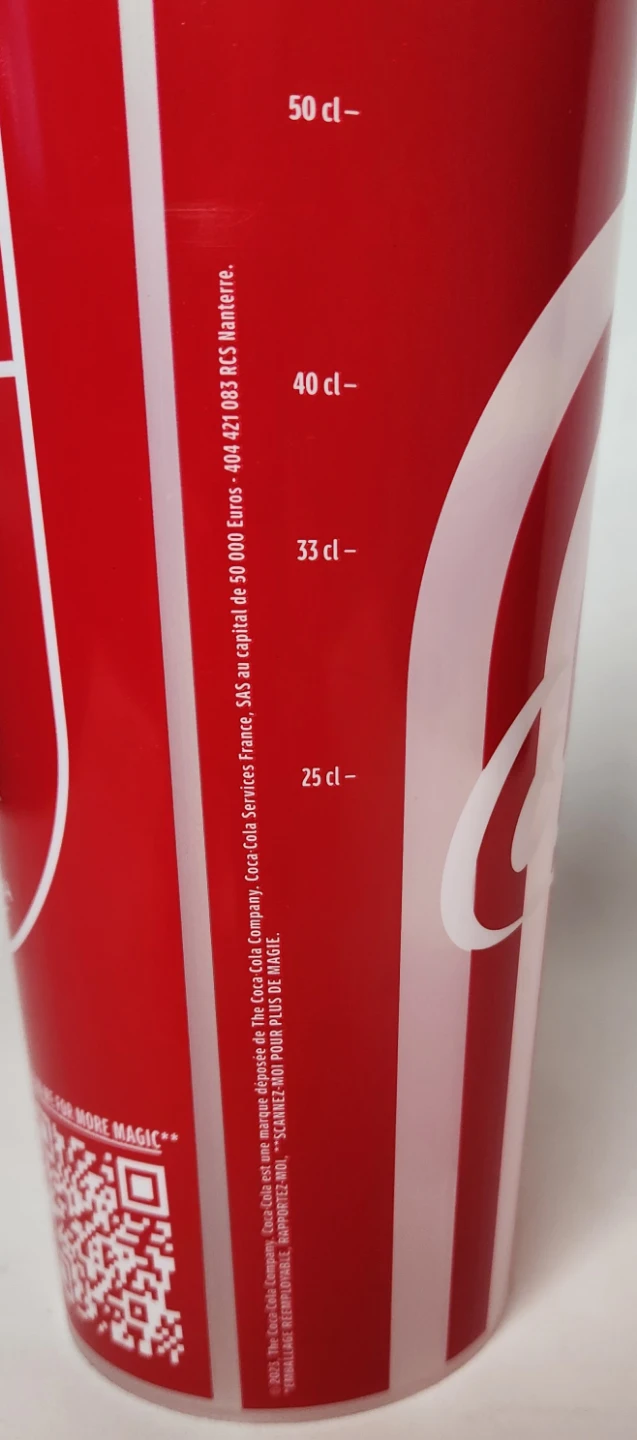 50 cl –
40 cl –
33 cl –
25 cl –
© 2023. The Coca-Cola Company. Coca-Cola est une marque déposée de The Coca-Cola Company. Coca-Cola Services France, SAS au capital de 50 000 Euros - 404 421 083 RCS Nanterre.
*EMBALLAGE RÉEMPLOYABLE, RAPPORTEZ-MOI. **SCANNEZ-MOI POUR PLUS DE MAGIE.
ME FOR MORE MAGIC**